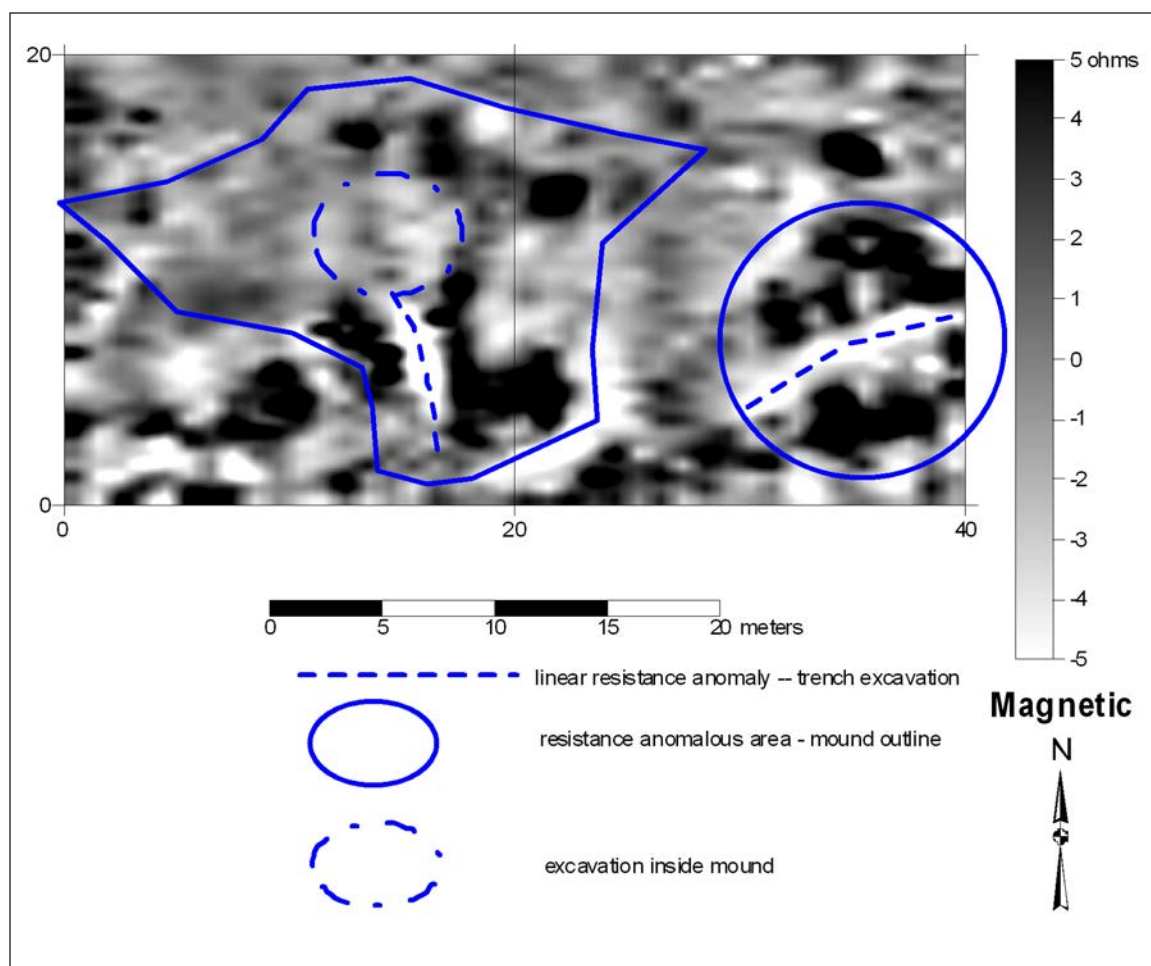 20
0
0
20
40
5 ohms
4
3
2
1
0
-1
-2
-3
-4
-5
0 5 10 15 20 meters
linear resistance anomaly -- trench excavation
resistance anomalous area - mound outline
excavation inside mound
Magnetic
N